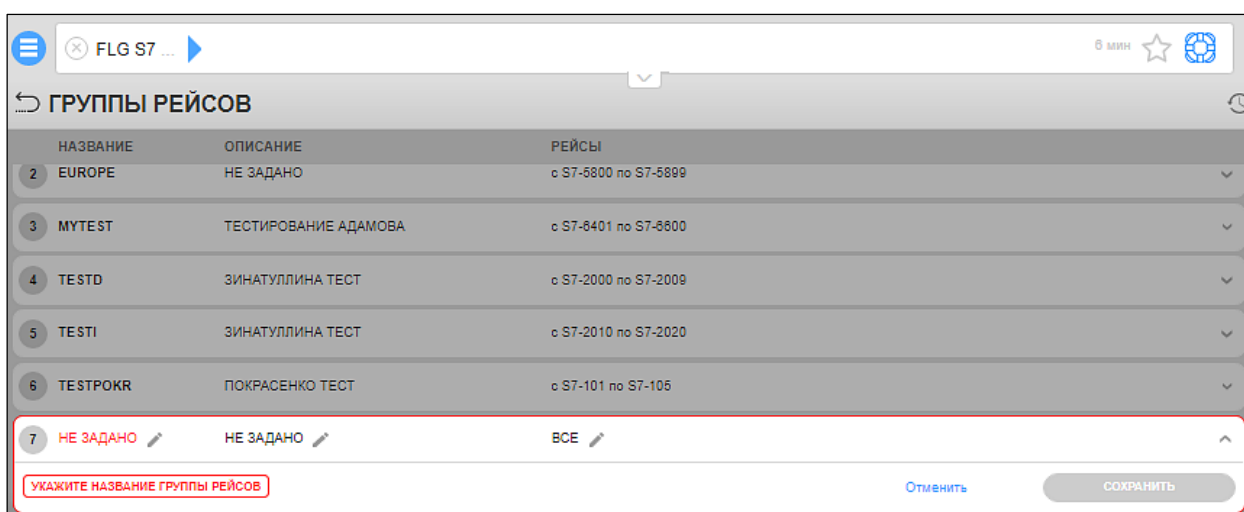 FLG S7 ... 6 мин
ГРУППЫ РЕЙСОВ
НАЗВАНИЕ ОПИСАНИЕ РЕЙСЫ
2 EUROPE НЕ ЗАДАНО с S7-5800 по S7-5899
3 MYTEST ТЕСТИРОВАНИЕ АДАМОВА с S7-6401 по S7-6600
4 TESTD ЗИНАТУЛЛИНА ТЕСТ с S7-2000 по S7-2009
5 TESTI ЗИНАТУЛЛИНА ТЕСТ с S7-2010 по S7-2020
6 TESTPOKR ПОКРАСЕНКО ТЕСТ с S7-101 по S7-105
7 НЕ ЗАДАНО НЕ ЗАДАНО ВСЕ
УКАЖИТЕ НАЗВАНИЕ ГРУППЫ РЕЙСОВ Отменить СОХРАНИТЬ